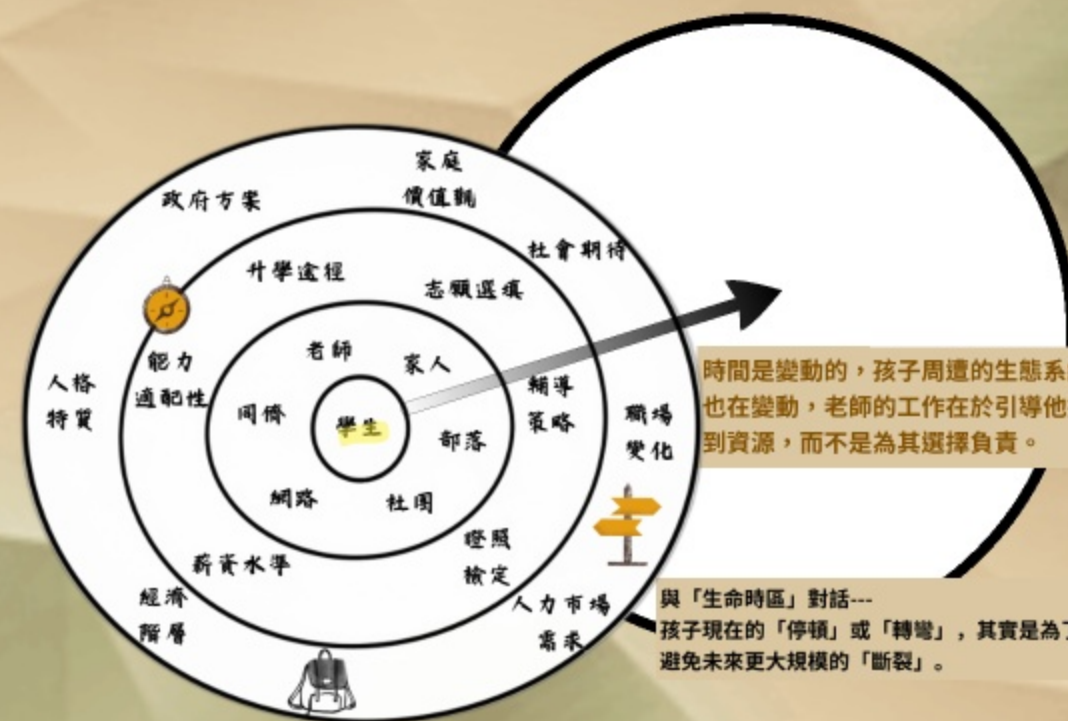 家庭
價值觀
政府方案
社會期待
升學途徑
志願選填
老師
家人
能力
適配性
人格
特質
同儕
學生
部落
輔導
策略
職場
變化
網路
社團
薪資水準
證照
檢定
經濟
階層
人力市場
需求
時間是變動的，孩子周遭的生態系
也在變動，老師的工作在於引導他
到資源，而不是為其選擇負責。
與「生命時區」對話---
孩子現在的「停頓」或「轉彎」，其實是為了
避免未來更大規模的「斷裂」。